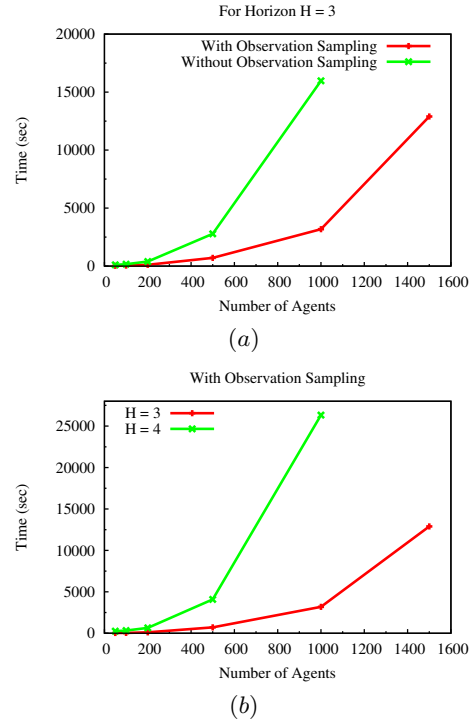 For Horizon H = 3
20000
With Observation Sampling
Without Observation Sampling
15000
Time (sec)
10000
5000
0
0 200 400 600 800 1000 1200 1400 1600
Number of Agents
(a)
With Observation Sampling
H = 3
H = 4
25000
20000
Time (sec)
15000
10000
5000
0
0 200 400 600 800 1000 1200 1400 1600
Number of Agents
(b)